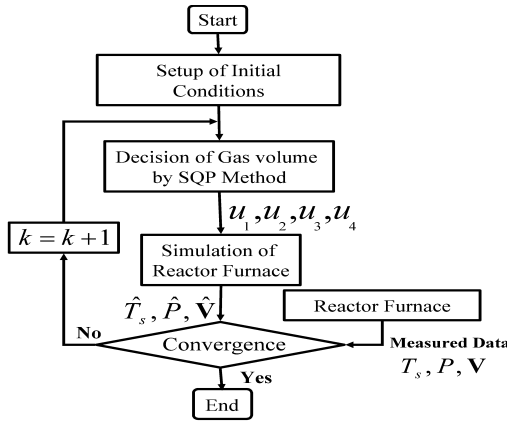 Start
Setup of Initial
Conditions
Decision of Gas volume
by SQP Method
u₁,u₂,u₃,u₄
k = k + 1
Simulation of
Reactor Furnace
T̂ₛ, P̂, V̂
Reactor Furnace
No
Convergence
Measured Data
Tₛ, P, V
Yes
End